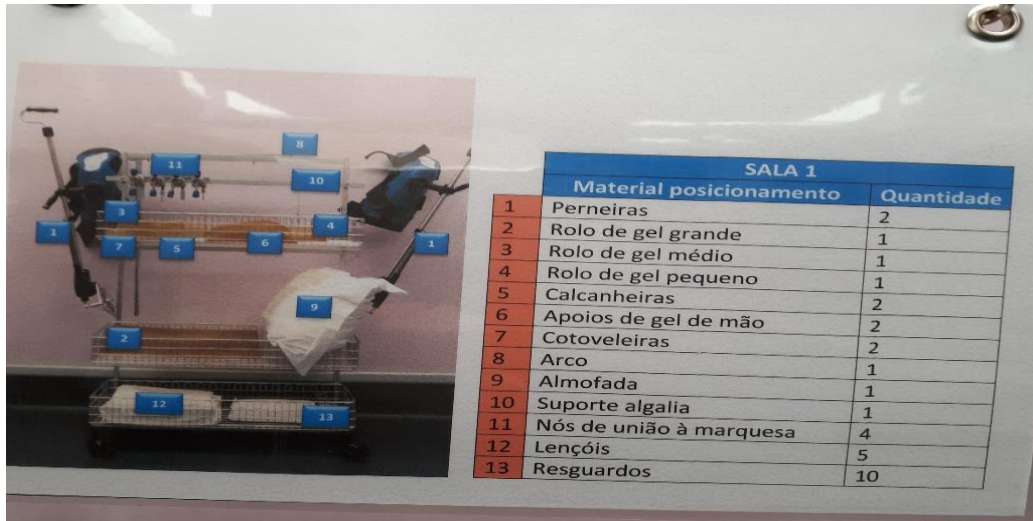 8
11
10
3
4
1
7
5
6
1
9
2
12
13
SALA 1
Material posicionamento Quantidade
1 Perneiras 2
2 Rolo de gel grande 1
3 Rolo de gel médio 1
4 Rolo de gel pequeno 1
5 Calcanheiras 2
6 Apoios de gel de mão 2
7 Cotoveleiras 2
8 Arco 1
9 Almofada 1
10 Suporte algalia 1
11 Nós de união à marquesa 4
12 Lençóis 5
13 Resguardos 10